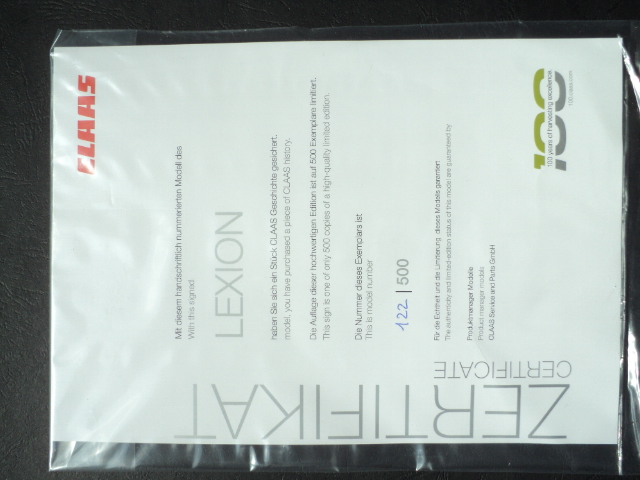 CLAAS
Mit diesem handschriftlich nummerierten Modell des
With this signed
LEXION
haben Sie sich ein Stück CLAAS Geschichte gesichert.
model, you have purchased a piece of CLAAS history.
Die Auflage dieser hochwertigen Edition ist auf 500 Exemplare limitiert.
This sign is one of only 500 copies of a high-quality limited edition.
Die Nummer dieses Exemplars ist
This is model number
122 | 500
Für die Echtheit und die Limitierung dieses Modells garantiert
The authenticity and limited-edition status of this model are guaranteed by
Produktmanager Modelle
Product manager models
CLAAS Service and Parts GmbH
ZERTIFIKAT
CERTIFICATE
100
100 years of harvesting excellence.
100.claas.com